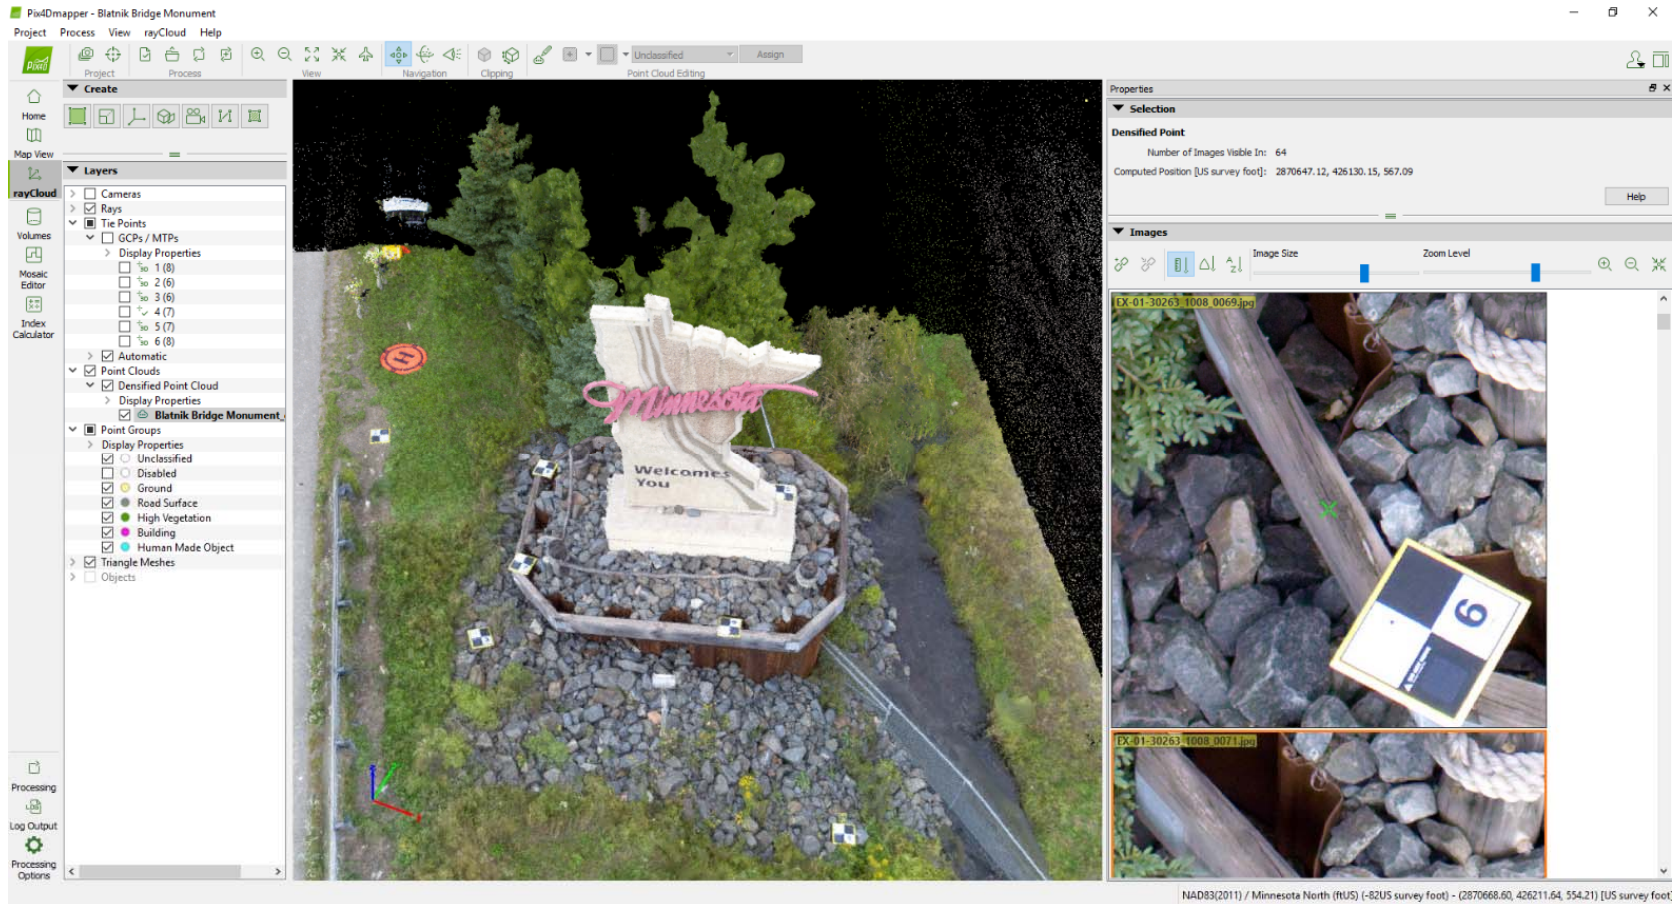 Pix4Dmapper - Blatnik Bridge Monument
Project Process View rayCloud Help
PIX4D
Project
Process
View
Navigation
Clipping
Unclassified
Assign
Point Cloud Editing
Home
Map View
rayCloud
Volumes
Mosaic
Editor
Index
Calculator
Processing
Log Output
Processing
Options
Create
Layers
Cameras
Rays
Tie Points
GCPs / MTPs
Display Properties
3D 1 (8)
3D 2 (6)
3D 3 (6)
4 (7)
3D 5 (7)
3D 6 (8)
Automatic
Point Clouds
Densified Point Cloud
Display Properties
Blatnik Bridge Monument_
Point Groups
Display Properties
Unclassified
Disabled
Ground
Road Surface
High Vegetation
Building
Human Made Object
Triangle Meshes
Objects
H
Minnesota
Welcomes
You
Properties
Selection
Densified Point
Number of Images Visible In: 64
Computed Position [US survey foot]: 2870647.12, 426130.15, 567.09
Help
Images
Image Size
Zoom Level
EX-01-30263_1008_0069.jpg
6
EX-01-30263_1008_0071.jpg
NAD83(2011) / Minnesota North (ftUS) (-82US survey foot) - (2870668.60, 426211.64, 554.21) [US survey foot]